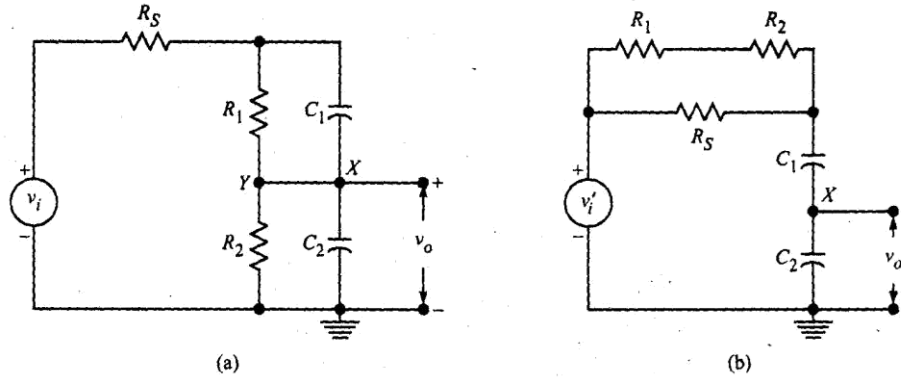 R_S
R_1
C_1
Y
X
+
v_i
−
+
R_2
C_2
v_o
−
(a)
R_1
R_2
R_S
C_1
+
v_i'
−
X
C_2
v_o
(b)